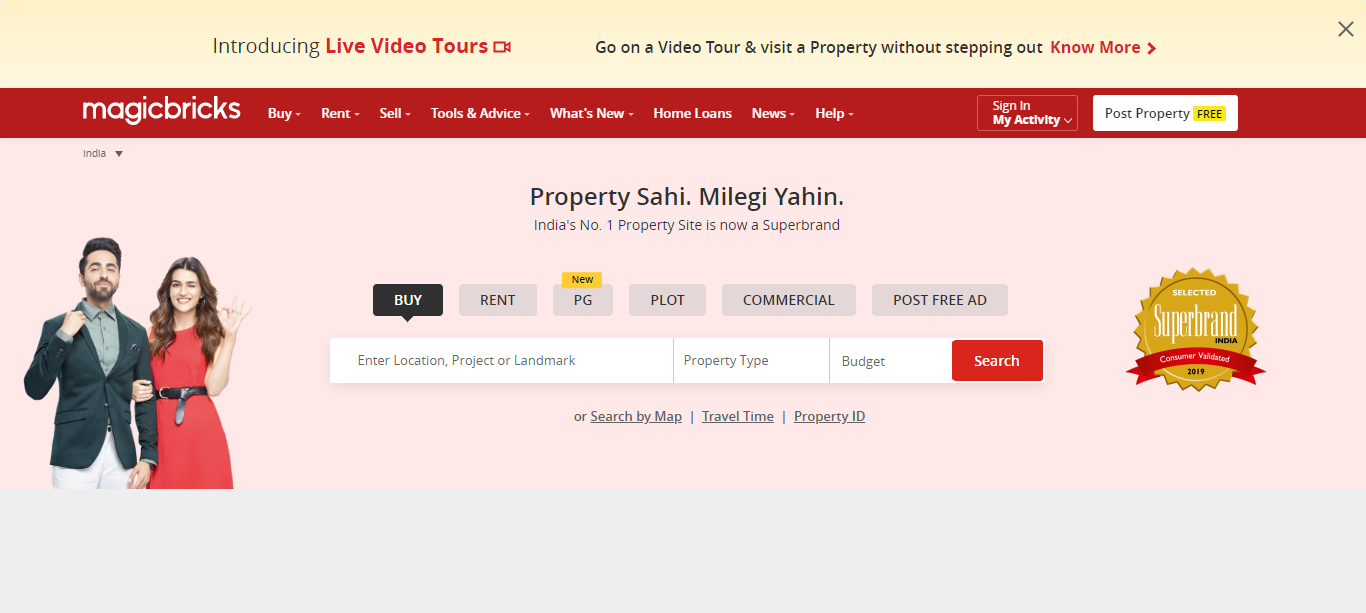 Introducing Live Video Tours
Go on a Video Tour & visit a Property without stepping out Know More
magicbricks Buy Rent Sell Tools & Advice What's New Home Loans News Help
Sign In
My Activity
Post Property FREE
India
Property Sahi. Milegi Yahin.
India's No. 1 Property Site is now a Superbrand
New
BUY RENT PG PLOT COMMERCIAL POST FREE AD
Enter Location, Project or Landmark Property Type Budget Search
or Search by Map | Travel Time | Property ID
SELECTED
Superbrand
INDIA
Consumer Validated
2019